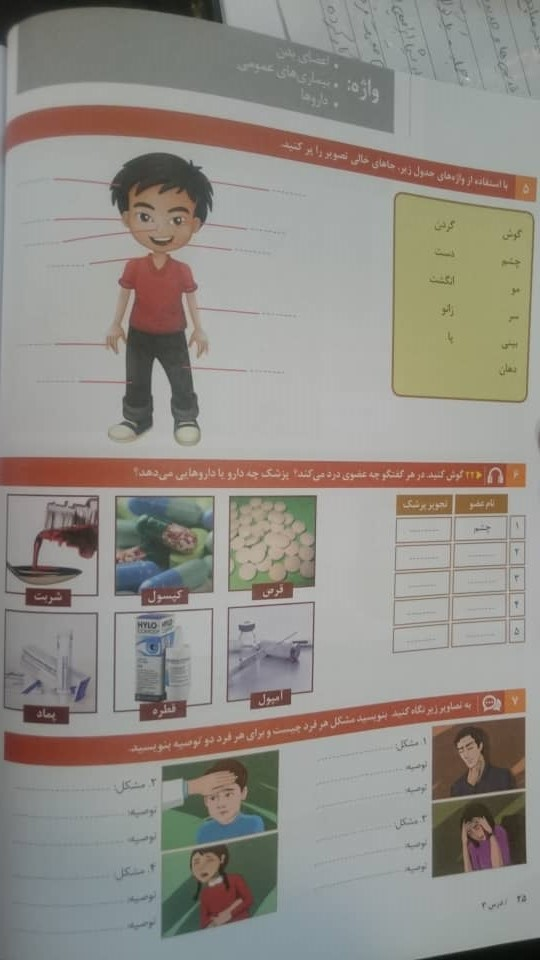 واژه:
• اعضای بدن
• بیماری‌های عمومی
• داروها
۵ با استفاده از واژه‌های جدول زیر، جاهای خالی تصویر را پر کنید.
گوش گردن
چشم دست
مو انگشت
سر زانو
بینی پا
دهان
۶ ۲۲ گوش کنید. در هر گفتگو چه عضوی درد می‌کند؟ پزشک چه دارو یا داروهایی می‌دهد؟
نام عضو تجویز پزشک
۱ چشم ........
۲ ........ ........
۳ ........ ........
۴ ........ ........
۵ ........ ........
قرص کپسول شربت
HYLO
COMOD
آمپول قطره پماد
۷ به تصاویر زیر نگاه کنید. بنویسید مشکل هر فرد چیست و برای هر فرد دو توصیه بنویسید.
۱. مشکل:
توصیه:
توصیه:
۲. مشکل:
توصیه:
توصیه:
۳. مشکل:
توصیه:
توصیه:
۴. مشکل:
توصیه:
توصیه:
۲۵ / درس ۲